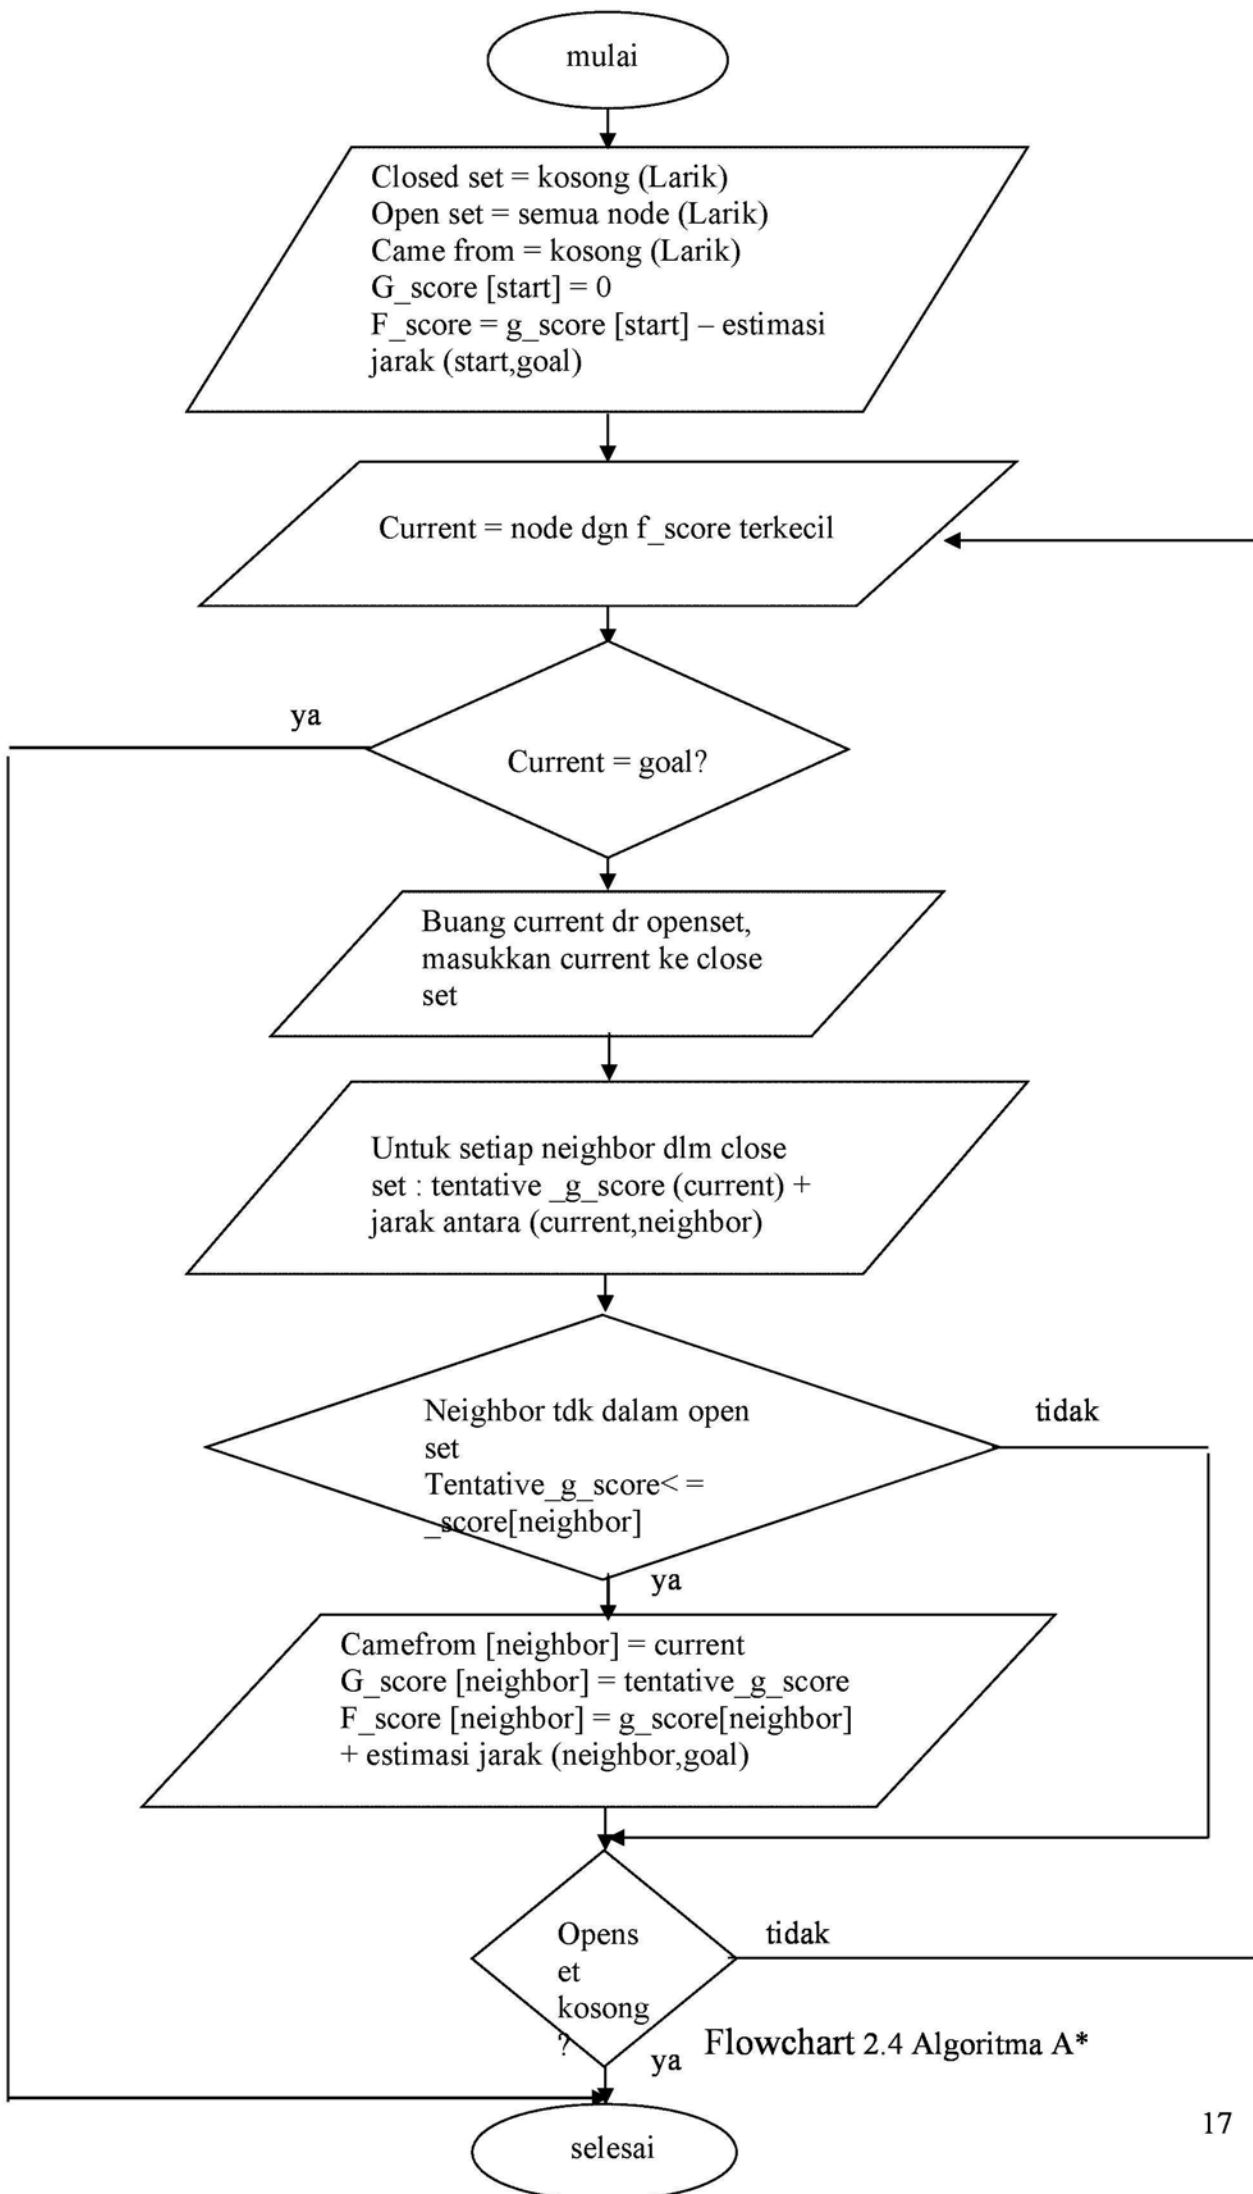 mulai
Closed set = kosong (Larik)
Open set = semua node (Larik)
Came from = kosong (Larik)
G_score [start] = 0
F_score = g_score [start] – estimasi
jarak (start,goal)
Current = node dgn f_score terkecil
ya
Current = goal?
Buang current dr openset,
masukkan current ke close
set
Untuk setiap neighbor dlm close
set : tentative _g_score (current) +
jarak antara (current,neighbor)
Neighbor tdk dalam open
set
Tentative_g_score< =
_score[neighbor]
tidak
ya
Camefrom [neighbor] = current
G_score [neighbor] = tentative_g_score
F_score [neighbor] = g_score[neighbor]
+ estimasi jarak (neighbor,goal)
Opens
et
kosong
?
tidak
ya
Flowchart 2.4 Algoritma A*
selesai
17